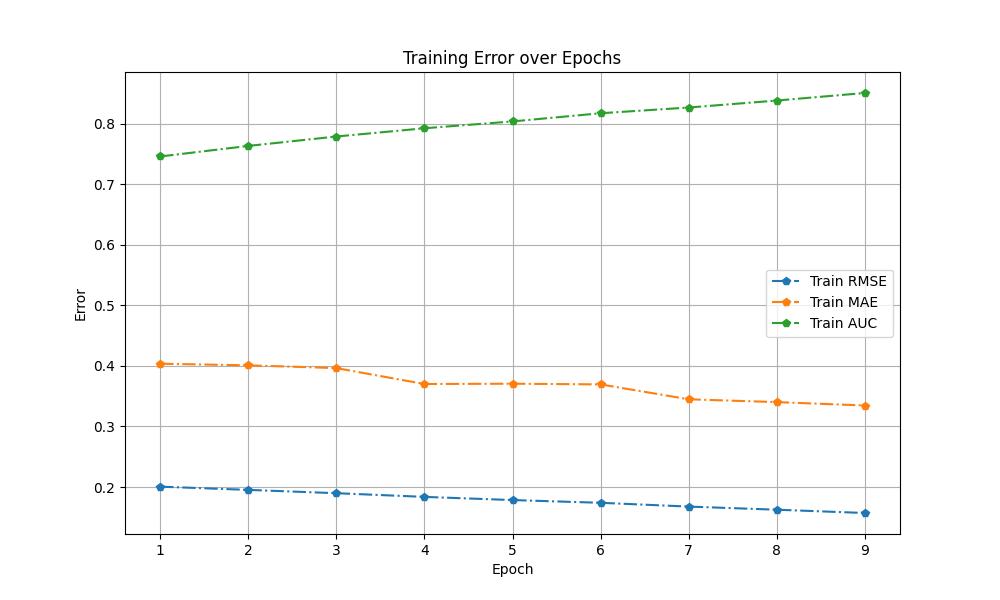 Training Error over Epochs
Error
0.8
0.7
0.6
0.5
0.4
0.3
0.2
Train RMSE
Train MAE
Train AUC
1 2 3 4 5 6 7 8 9
Epoch